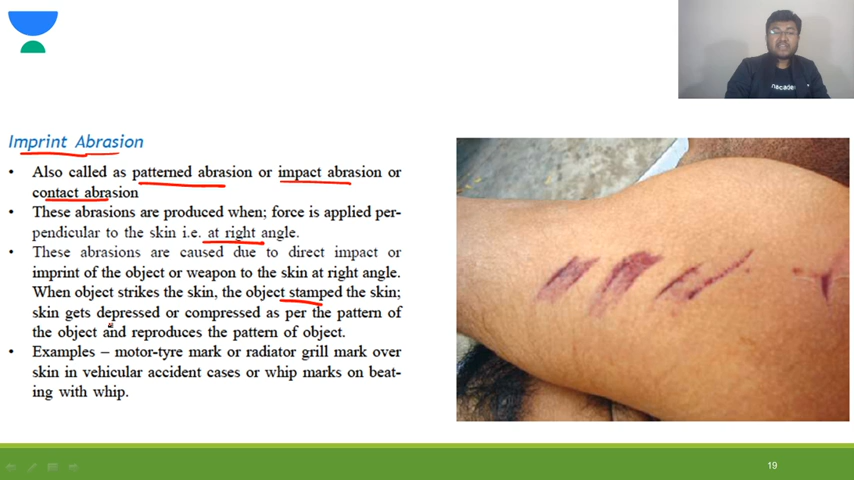 Imprint Abrasion
• Also called as patterned abrasion or impact abrasion or
contact abrasion
• These abrasions are produced when; force is applied per-
pendicular to the skin i.e. at right angle.
• These abrasions are caused due to direct impact or
imprint of the object or weapon to the skin at right angle.
When object strikes the skin, the object stamped the skin;
skin gets depressed or compressed as per the pattern of
the object and reproduces the pattern of object.
• Examples – motor-tyre mark or radiator grill mark over
skin in vehicular accident cases or whip marks on beat-
ing with whip.
19